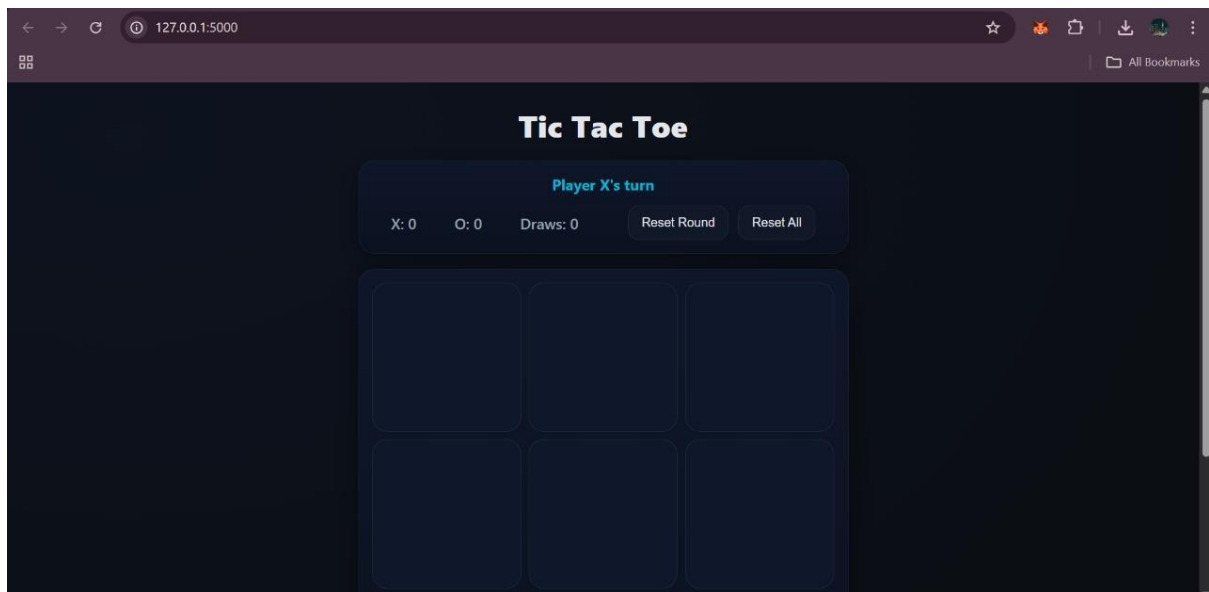 127.0.0.1:5000
All Bookmarks
Tic Tac Toe
Player X's turn
X: 0 O: 0 Draws: 0 Reset Round Reset All